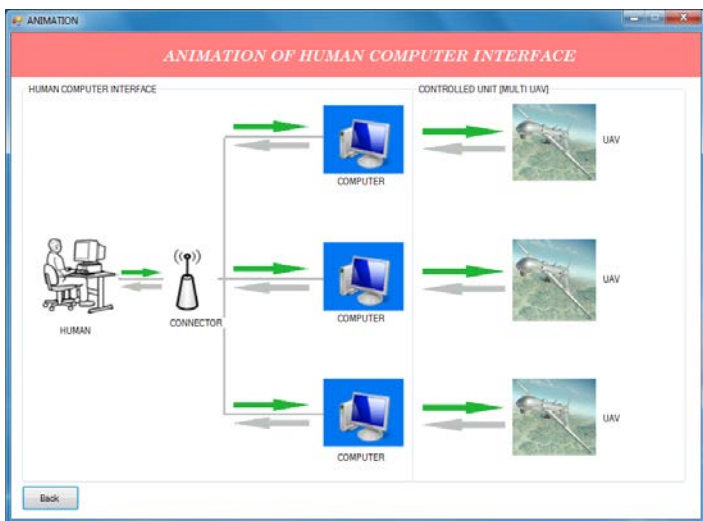 ANIMATION
ANIMATION OF HUMAN COMPUTER INTERFACE
HUMAN COMPUTER INTERFACE
CONTROLLED UNIT [MULTI UAV]
UAV
COMPUTER
UAV
COMPUTER
CONNECTOR
HUMAN
UAV
COMPUTER
Back